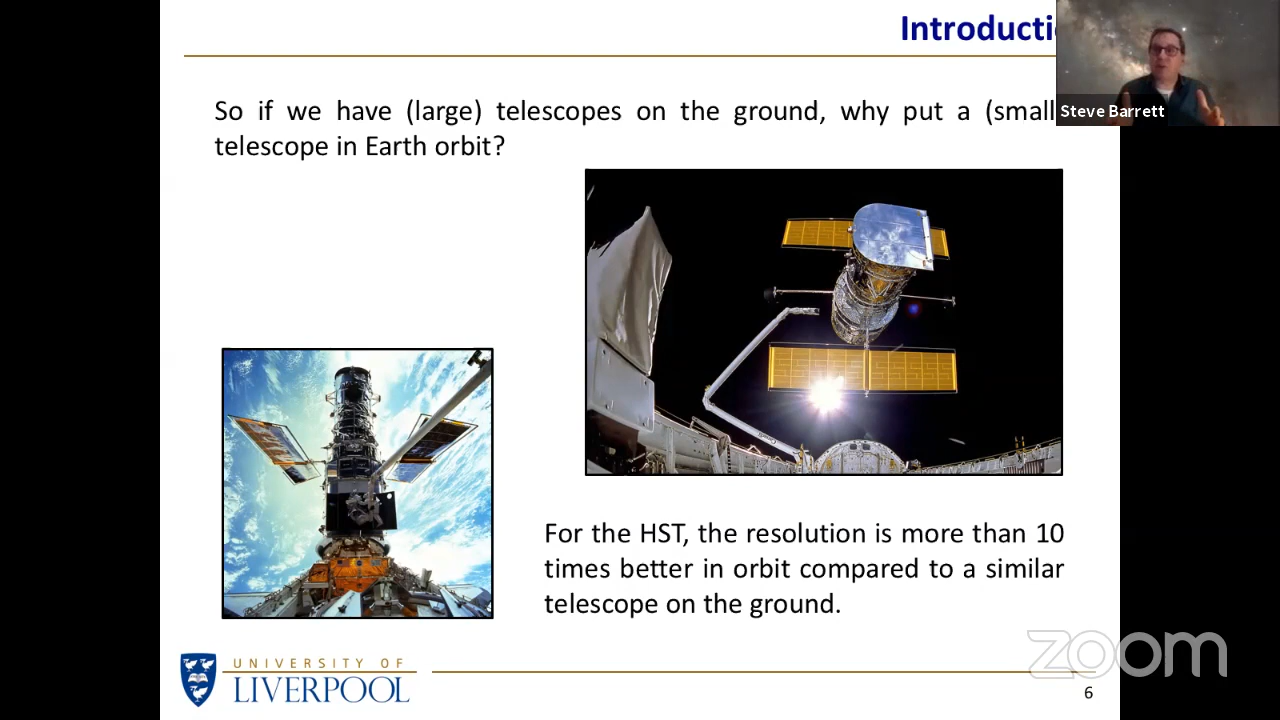 Introducti
Steve Barrett
So if we have (large) telescopes on the ground, why put a (small
telescope in Earth orbit?
For the HST, the resolution is more than 10
times better in orbit compared to a similar
telescope on the ground.
UNIVERSITY OF
LIVERPOOL
zoom
6